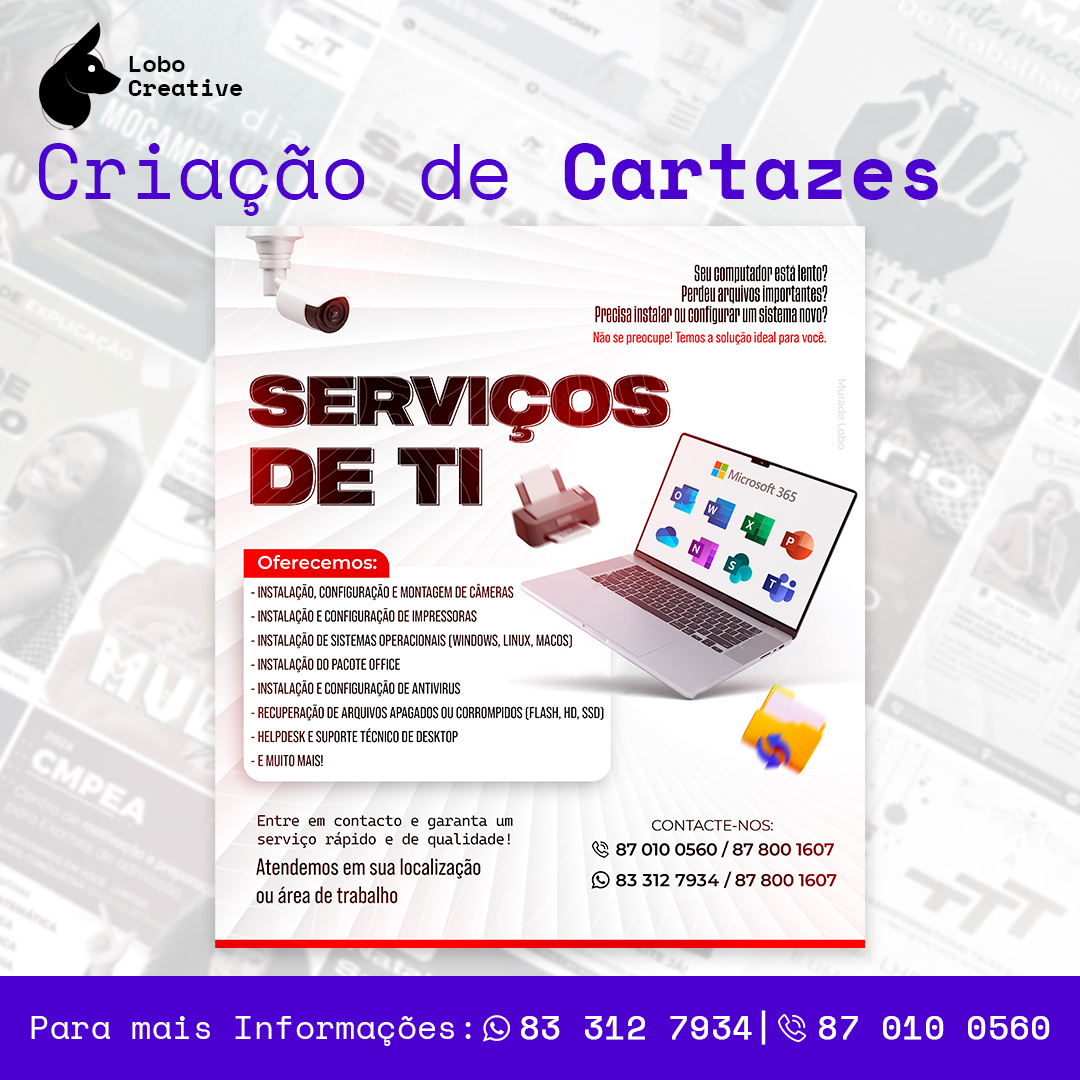 Lobo
Creative
Criação de Cartazes
Seu computador está lento?
Perdeu arquivos importantes?
Precisa instalar ou configurar um sistema novo?
Não se preocupe! Temos a solução ideal para você.
SERVIÇOS
DE TI
Murade Lobo
Microsoft 365
O W X P
N S T
Oferecemos:
- INSTALAÇÃO, CONFIGURAÇÃO E MONTAGEM DE CÂMERAS
- INSTALAÇÃO E CONFIGURAÇÃO DE IMPRESSORAS
- INSTALAÇÃO DE SISTEMAS OPERACIONAIS (WINDOWS, LINUX, MACOS)
- INSTALAÇÃO DO PACOTE OFFICE
- INSTALAÇÃO E CONFIGURAÇÃO DE ANTIVIRUS
- RECUPERAÇÃO DE ARQUIVOS APAGADOS OU CORROMPIDOS (FLASH, HD, SSD)
- HELPDESK E SUPORTE TÉCNICO DE DESKTOP
- E MUITO MAIS!
Entre em contacto e garanta um
serviço rápido e de qualidade!
Atendemos em sua localização
ou área de trabalho
CONTACTE-NOS:
87 010 0560 / 87 800 1607
83 312 7934 / 87 800 1607
CMPEA
Para mais Informações: 83 312 7934 | 87 010 0560